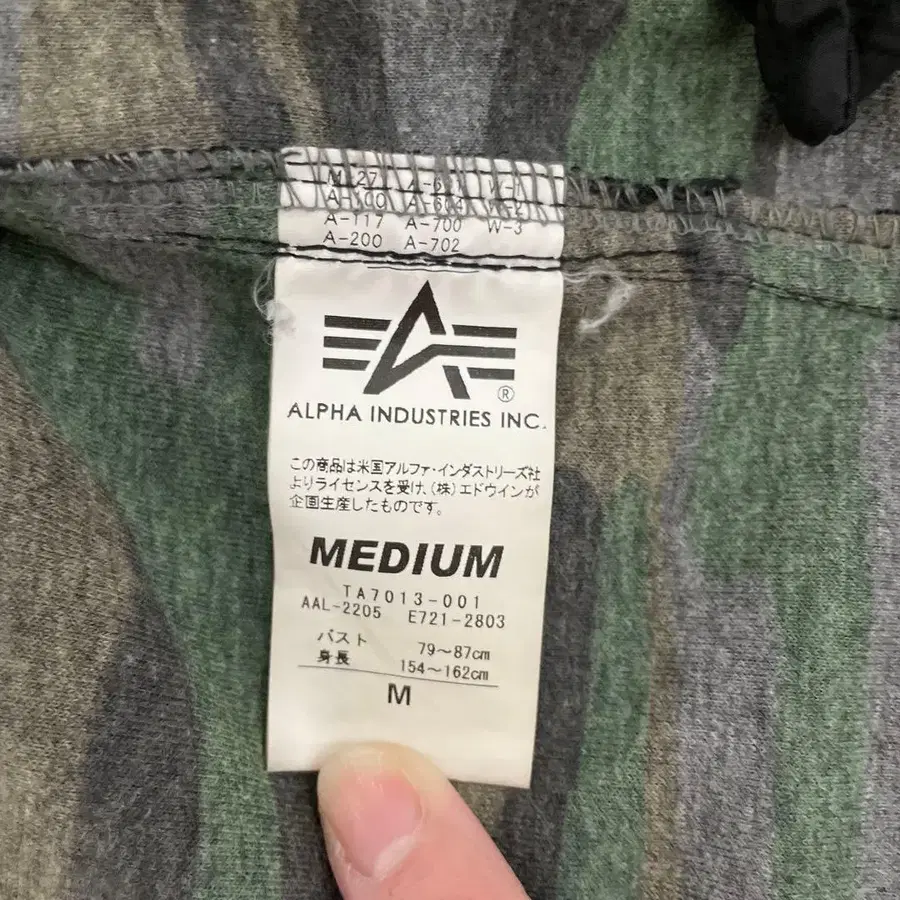 A-117 A-700 W-3
A-200 A-702
®
ALPHA INDUSTRIES INC.
この商品は米国アルファ・インダストリーズ社
よりライセンスを受け、(株)エドウインが
企画生産したものです。
MEDIUM
TA7013-001
AAL-2205 E721-2803
バスト 79～87cm
身長 154～162cm
M